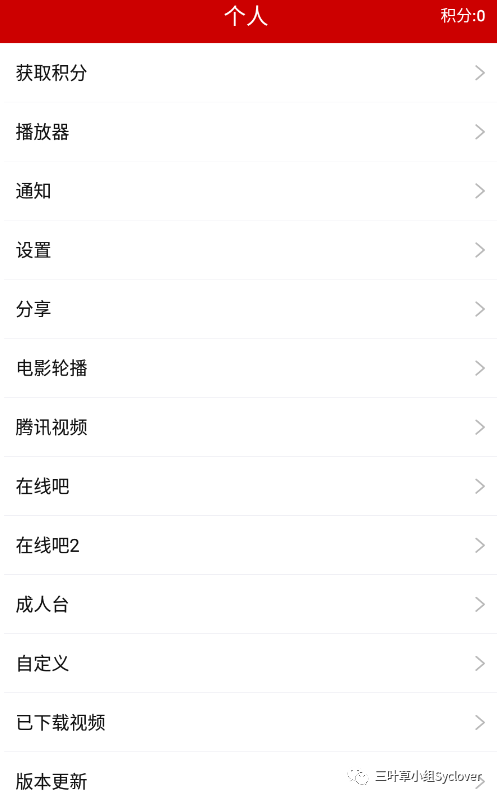 个人
积分:0
获取积分
播放器
通知
设置
分享
电影轮播
腾讯视频
在线吧
在线吧2
成人台
自定义
已下载视频
版本更新
三叶草小组Syclover